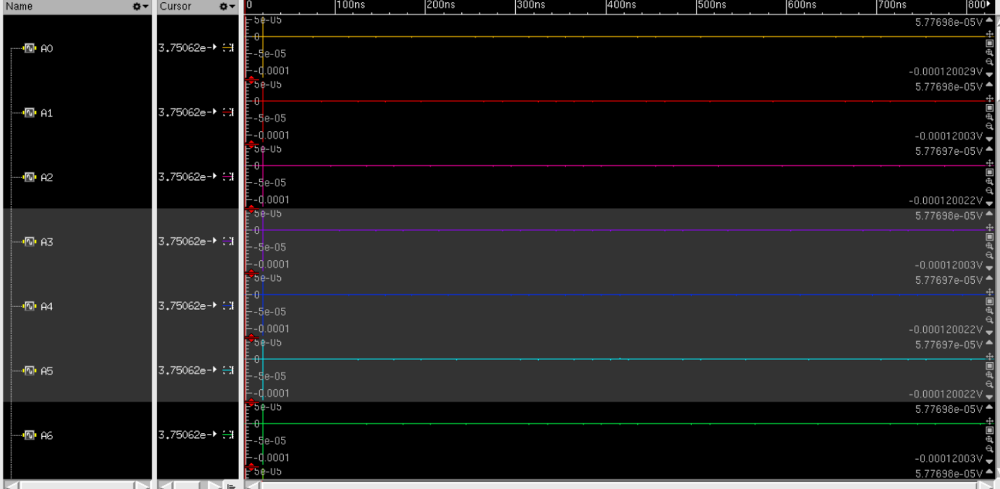 Name Cursor 0 100ns 200ns 300ns 400ns 500ns 600ns 700ns 800
5e-05 5.77698e-05V
A0 3.75062e- 0
-5e-05
-0.0001 -0.000120029V
5e-05 5.77698e-05V
A1 3.75062e- 0
-5e-05
-0.0001 -0.00012003V
5e-05 5.77697e-05V
A2 3.75062e- 0
-5e-05
-0.0001 -0.000120022V
5e-05 5.77698e-05V
A3 3.75062e- 0
-5e-05
-0.0001 -0.00012003V
5e-05 5.77697e-05V
A4 3.75062e- 0
-5e-05
-0.0001 -0.000120022V
5e-05 5.77697e-05V
A5 3.75062e- 0
-5e-05
-0.0001 -0.000120022V
5e-05 5.77698e-05V
A6 3.75062e- 0
-5e-05
-0.0001 -0.00012003V
5e-05 5.77698e-05V